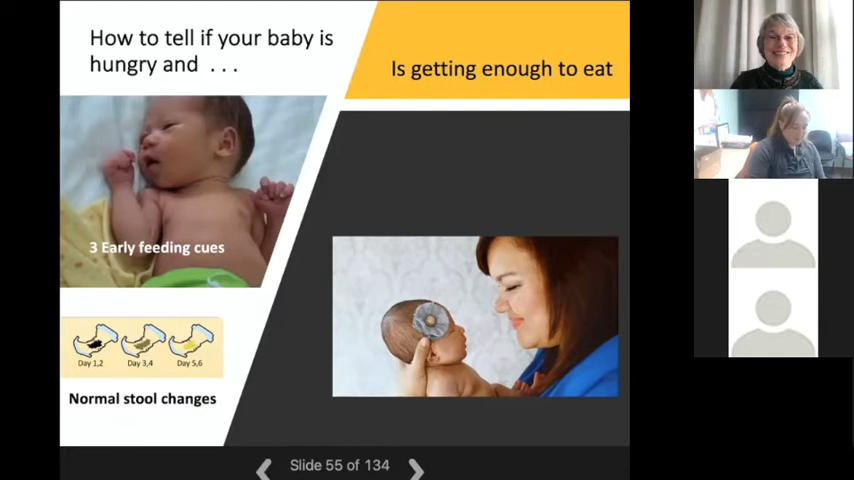 How to tell if your baby is
hungry and . . .
Is getting enough to eat
3 Early feeding cues
Day 1,2
Day 3,4
Day 5,6
Normal stool changes
Slide 55 of 134